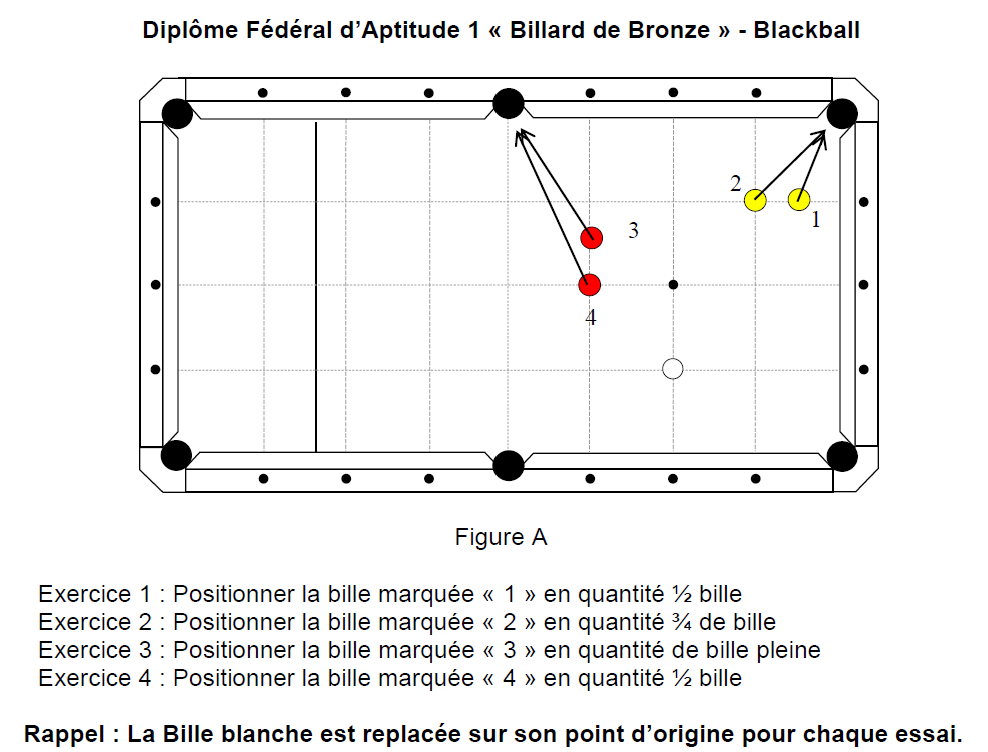 Diplôme Fédéral d’Aptitude 1 « Billard de Bronze » - Blackball
2
1
3
4
Figure A
Exercice 1 : Positionner la bille marquée « 1 » en quantité ½ bille
Exercice 2 : Positionner la bille marquée « 2 » en quantité ¾ de bille
Exercice 3 : Positionner la bille marquée « 3 » en quantité de bille pleine
Exercice 4 : Positionner la bille marquée « 4 » en quantité ½ bille
Rappel : La Bille blanche est replacée sur son point d’origine pour chaque essai.